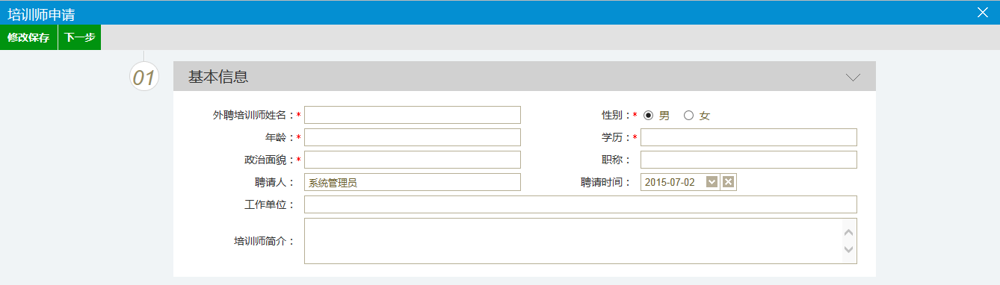 培训师申请
修改保存 下一步
01 基本信息
外聘培训师姓名：* 性别：* 男 女
年龄：* 学历：*
政治面貌：* 职称：
聘请人： 系统管理员 聘请时间： 2015-07-02
工作单位：
培训师简介：